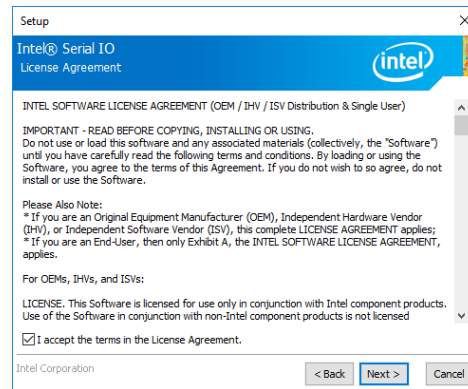 Setup
Intel® Serial IO
License Agreement
intel
INTEL SOFTWARE LICENSE AGREEMENT (OEM / IHV / ISV Distribution & Single User)
IMPORTANT - READ BEFORE COPYING, INSTALLING OR USING.
Do not use or load this software and any associated materials (collectively, the "Software")
until you have carefully read the following terms and conditions. By loading or using the
Software, you agree to the terms of this Agreement. If you do not wish to so agree, do not
install or use the Software.
Please Also Note:
* If you are an Original Equipment Manufacturer (OEM), Independent Hardware Vendor
(IHV), or Independent Software Vendor (ISV), this complete LICENSE AGREEMENT applies;
* If you are an End-User, then only Exhibit A, the INTEL SOFTWARE LICENSE AGREEMENT,
applies.
For OEMs, IHVs, and ISVs:
LICENSE. This Software is licensed for use only in conjunction with Intel component products.
Use of the Software in conjunction with non-Intel component products is not licensed
I accept the terms in the License Agreement.
Intel Corporation
< Back Next > Cancel